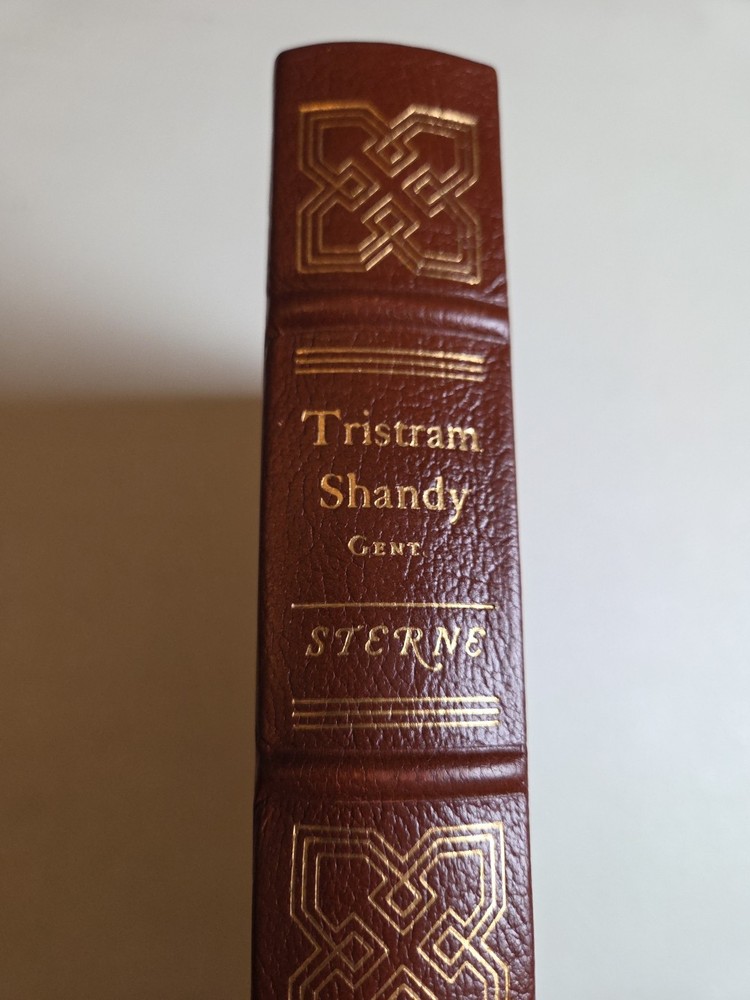 Tristram
Shandy
GENT.
STERNE